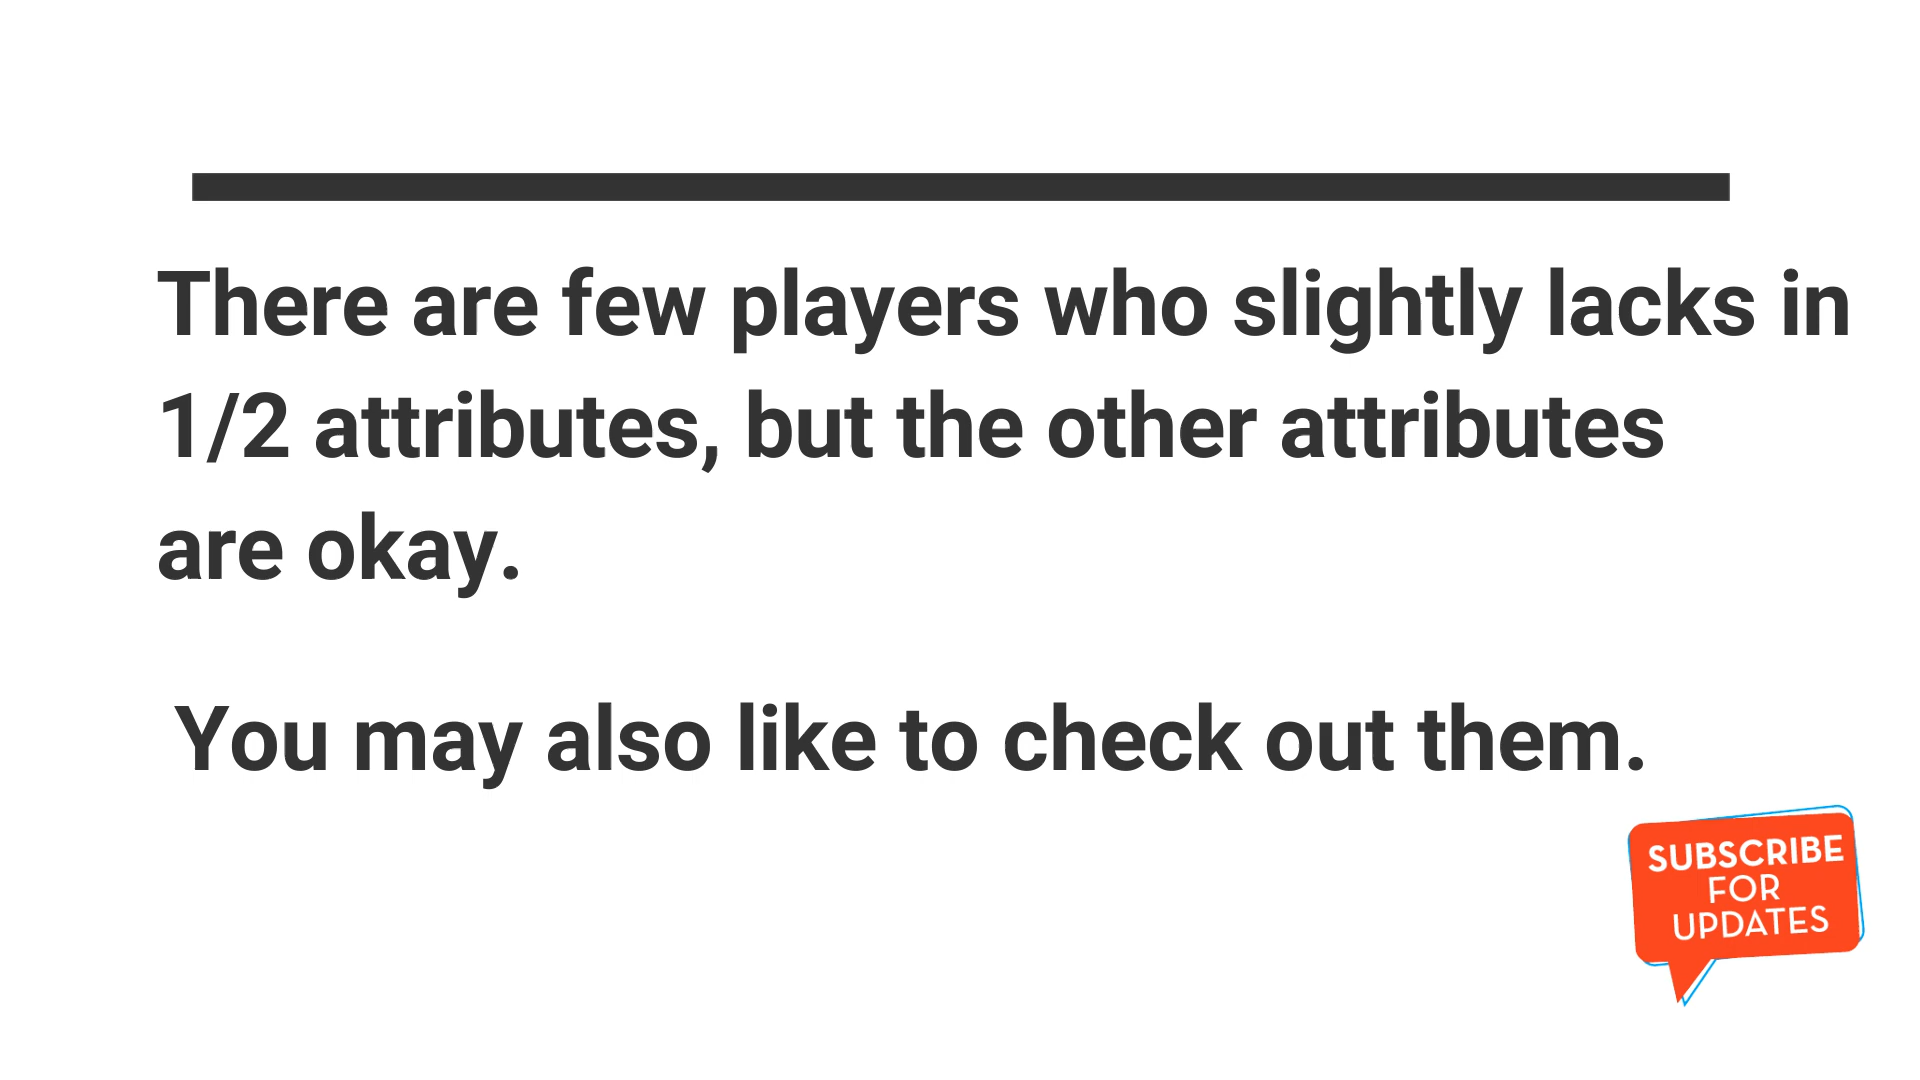 There are few players who slightly lacks in
1/2 attributes, but the other attributes
are okay.
You may also like to check out them.
SUBSCRIBE
FOR
UPDATES